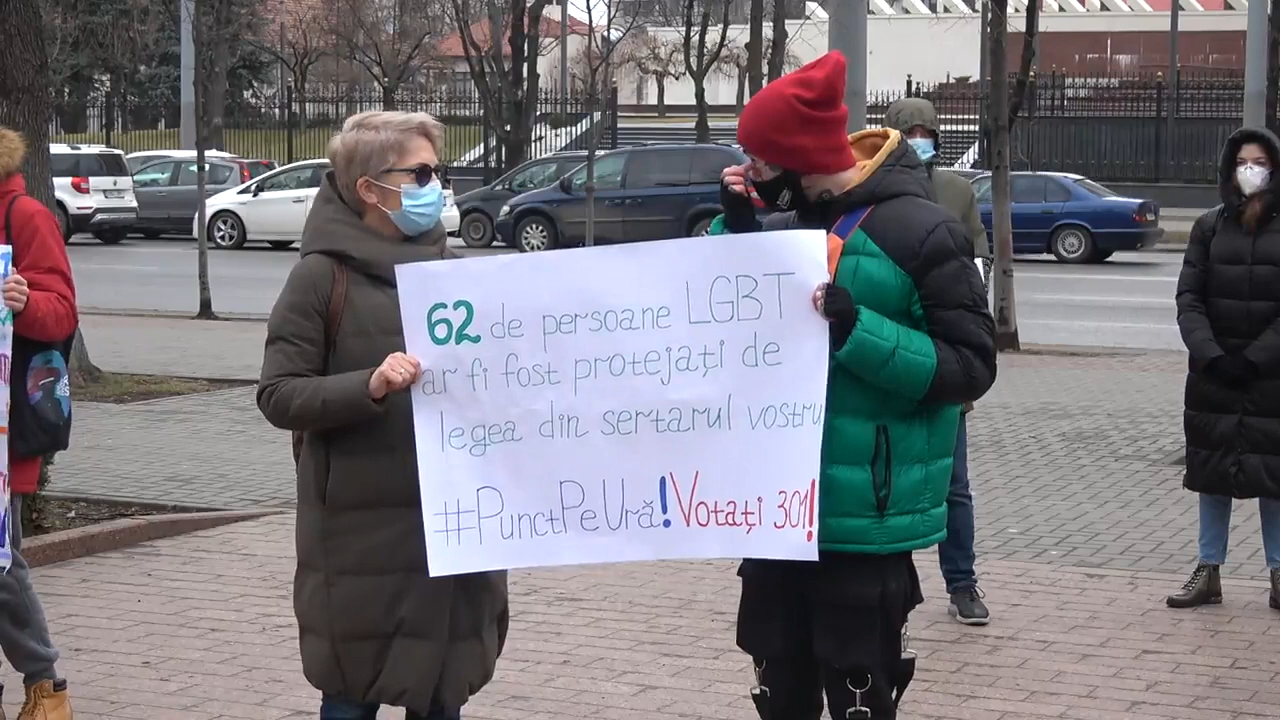 62 de persoane LGBT
ar fi fost protejați de
legea din sertarul vostru
#PunctPeUră! Votați 301!